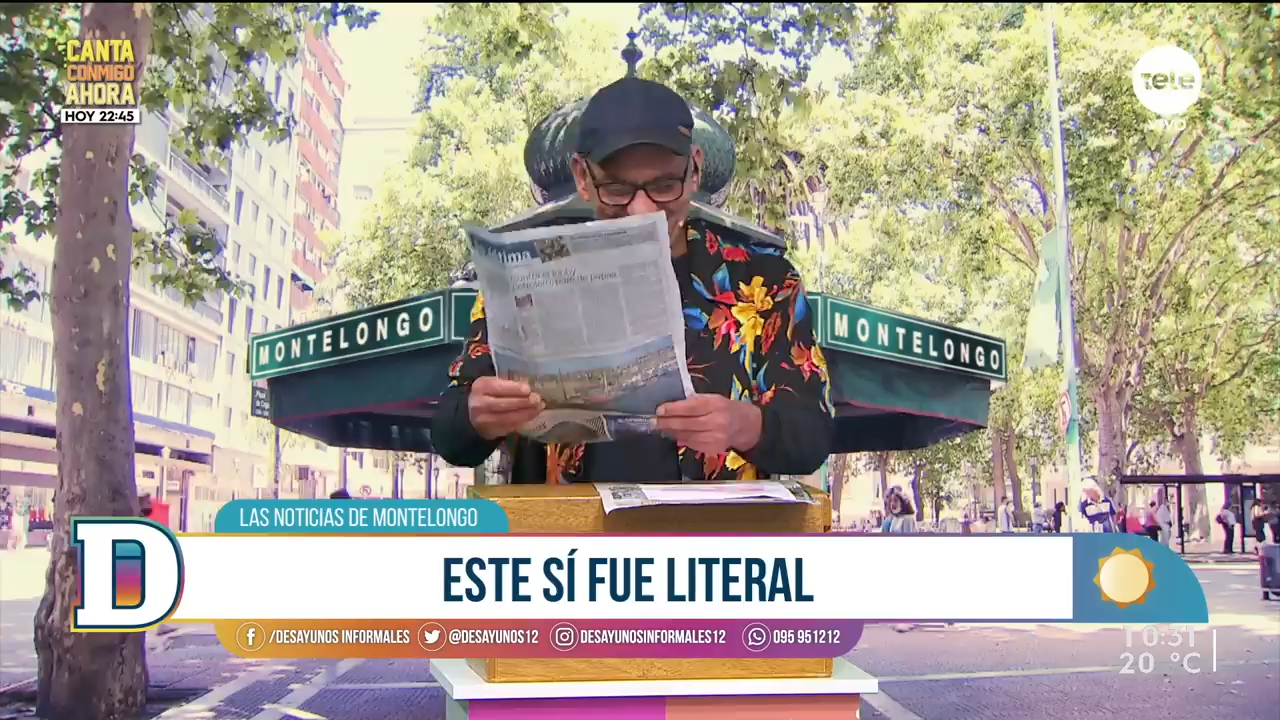 CANTA
CONMIGO
AHORA
HOY 22:45
tele
MONTELONGO
MONTELONGO
LAS NOTICIAS DE MONTELONGO
D
ESTE SÍ FUE LITERAL
/DESAYUNOS INFORMALES
@DESAYUNOS12
DESAYUNOSINFORMALES12
095 951212
10:31
20 °C